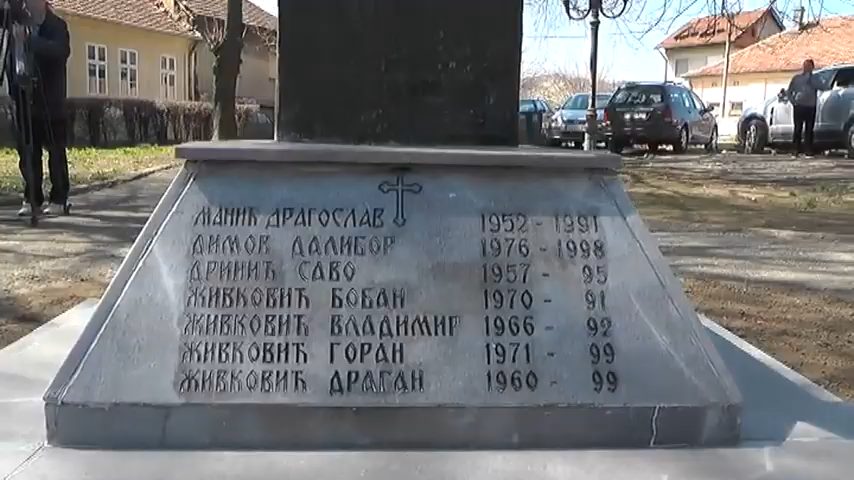 МАНИЋ ДРАГОСЛАВ 1952 - 1991
ДИМОВ ДАЛИБОР 1976 - 1998
ДРИНИЋ САВО 1957 - 95
ЖИВКОВИЋ БОБАН 1970 - 91
ЖИВКОВИЋ ВЛАДИМИР 1966 - 92
ЖИВКОВИЋ ГОРАН 1971 - 99
ЖИВКОВИЋ ДРАГАН 1960 - 99